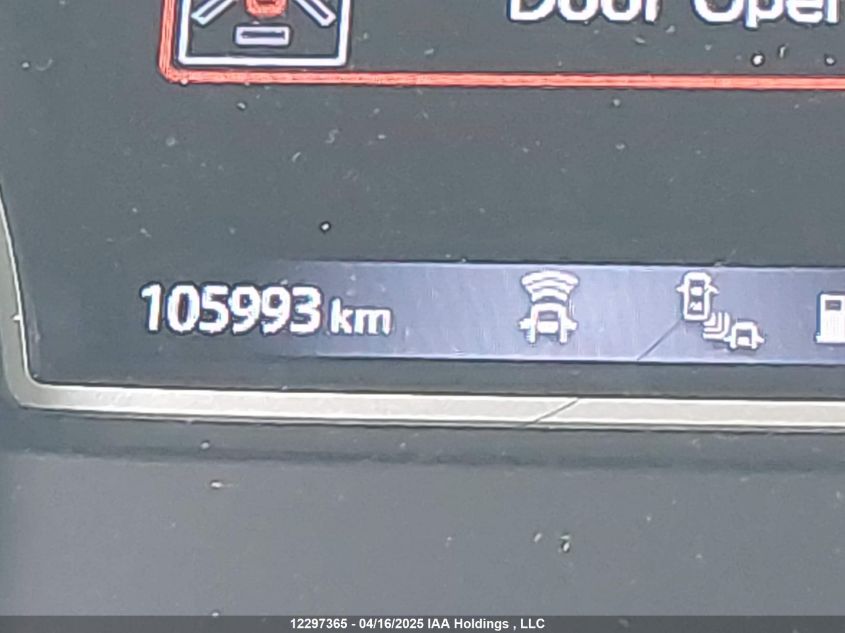 Door Open
105993 km
12297365 - 04/16/2025 IAA Holdings , LLC